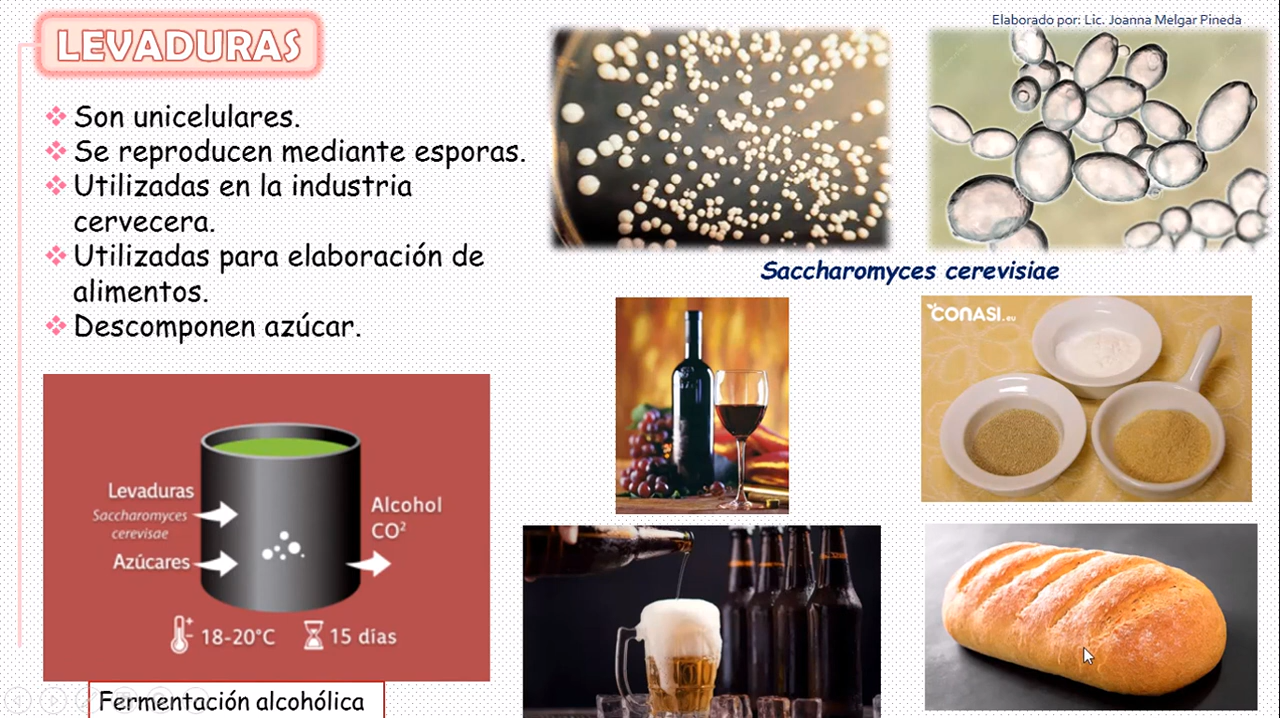 Elaborado por: Lic. Joanna Melgar Pineda
LEVADURAS
Son unicelulares.
Se reproducen mediante esporas.
Utilizadas en la industria
cervecera.
Utilizadas para elaboración de
alimentos.
Descomponen azúcar.
Saccharomyces cerevisiae
CONASI.eu
Levaduras
Saccharomyces
cerevisae
Azúcares
Alcohol
CO²
18-20°C
15 días
Fermentación alcohólica